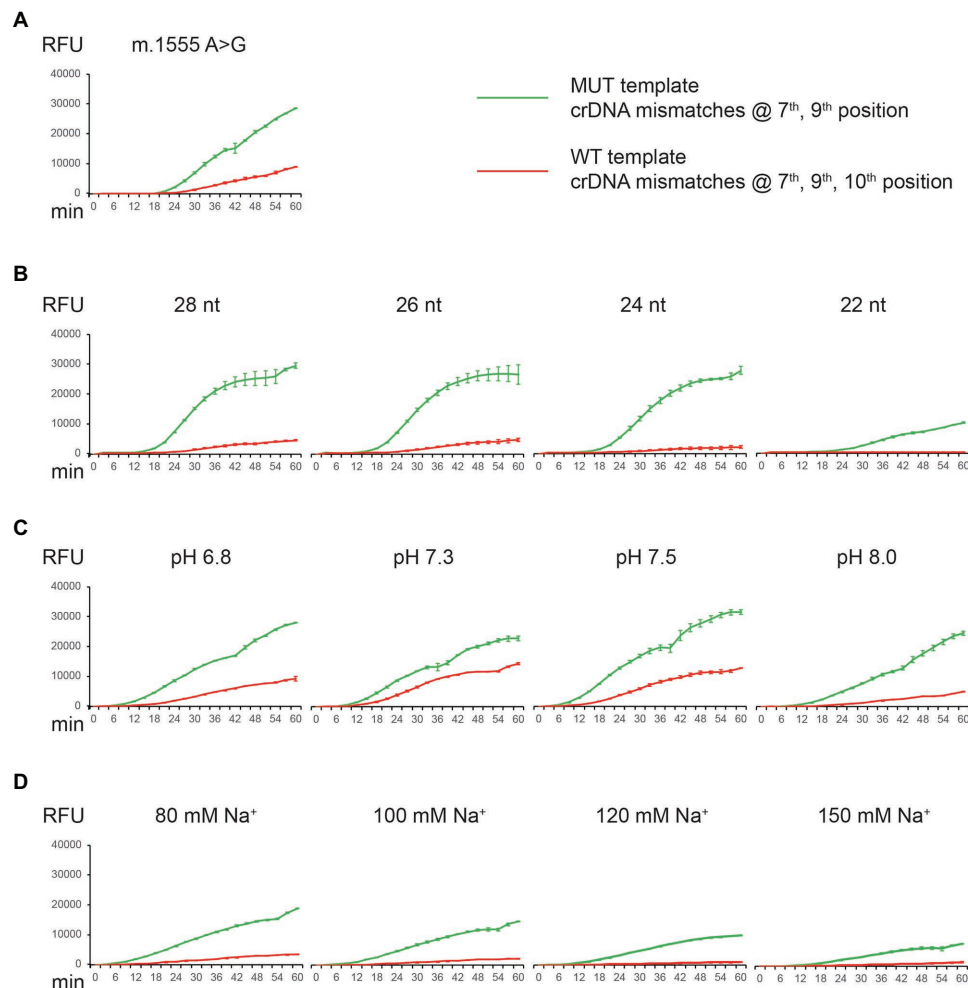 A
RFU m.1555 A>G
40000
30000
20000
10000
0
0 6 12 18 24 30 36 42 48 54 60
min
MUT template
crDNA mismatches @ 7th, 9th position
WT template
crDNA mismatches @ 7th, 9th, 10th position
B
RFU 28 nt 26 nt 24 nt 22 nt
40000
30000
20000
10000
0
0 6 12 18 24 30 36 42 48 54 60 0 6 12 18 24 30 36 42 48 54 60 0 6 12 18 24 30 36 42 48 54 60 0 6 12 18 24 30 36 42 48 54 60
min
C
RFU pH 6.8 pH 7.3 pH 7.5 pH 8.0
40000
30000
20000
10000
0
0 6 12 18 24 30 36 42 48 54 60 0 6 12 18 24 30 36 42 48 54 60 0 6 12 18 24 30 36 42 48 54 60 0 6 12 18 24 30 36 42 48 54 60
min
D
RFU 80 mM Na+ 100 mM Na+ 120 mM Na+ 150 mM Na+
40000
30000
20000
10000
0
0 6 12 18 24 30 36 42 48 54 60 0 6 12 18 24 30 36 42 48 54 60 0 6 12 18 24 30 36 42 48 54 60 0 6 12 18 24 30 36 42 48 54 60
min